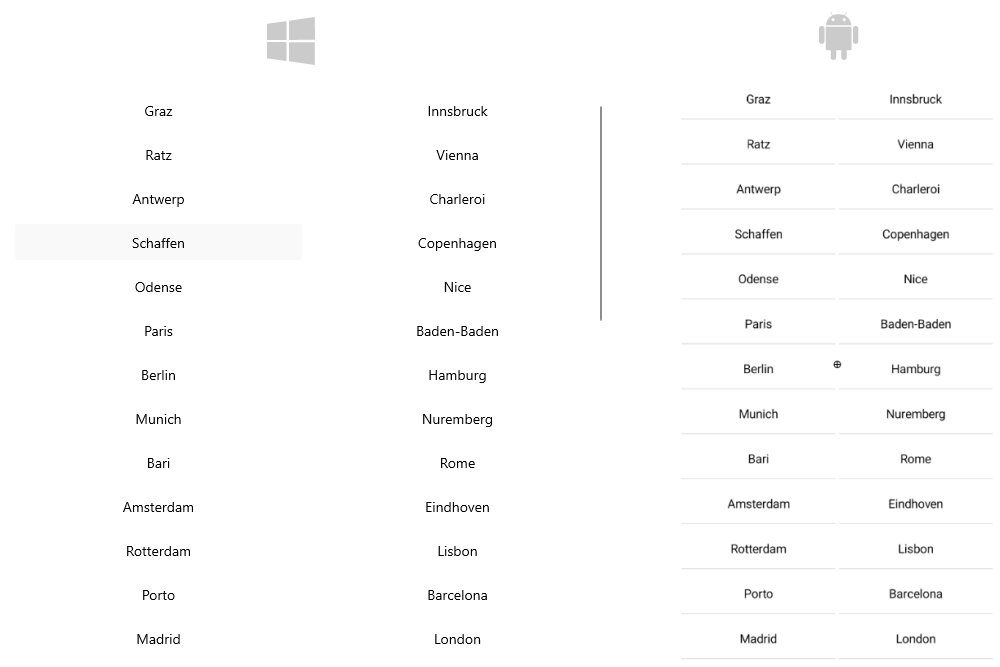 Graz Innsbruck
Ratz Vienna
Antwerp Charleroi
Schaffen Copenhagen
Odense Nice
Paris Baden-Baden
Berlin Hamburg
Munich Nuremberg
Bari Rome
Amsterdam Eindhoven
Rotterdam Lisbon
Porto Barcelona
Madrid London
Graz Innsbruck
Ratz Vienna
Antwerp Charleroi
Schaffen Copenhagen
Odense Nice
Paris Baden-Baden
Berlin Hamburg
Munich Nuremberg
Bari Rome
Amsterdam Eindhoven
Rotterdam Lisbon
Porto Barcelona
Madrid London